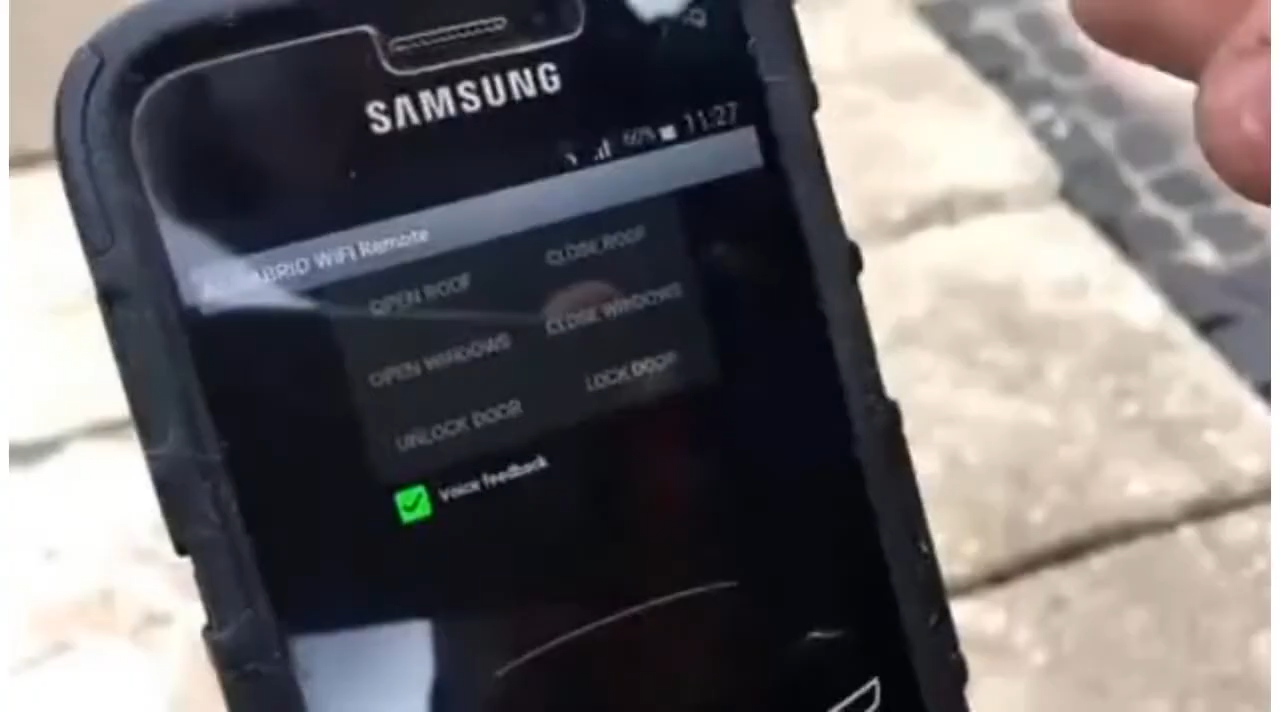 SAMSUNG
60% 11:27
WiFi Remote
OPEN ROOF CLOSE ROOF
OPEN WINDOWS CLOSE WINDOWS
UNLOCK DOOR LOCK DOOR
Voice feedback